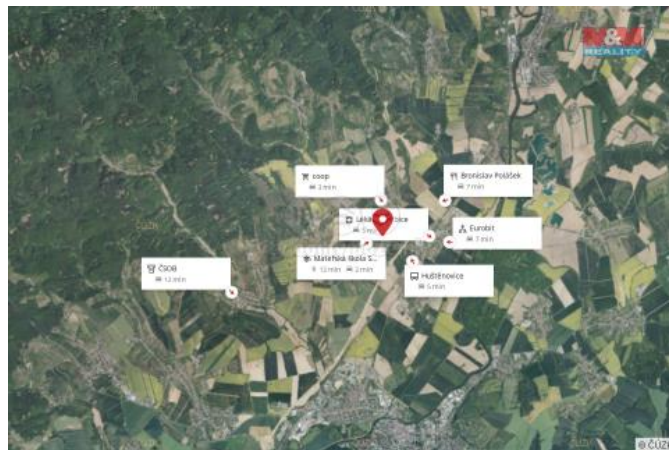 M&M
REALITY
coop
3 min
Bronislav Polášek
7 min
Eurobit
7 min
Mateřská škola S...
12 min 2 min
Huštěnovice
5 min
ČSOB
12 min
© ČÚZK